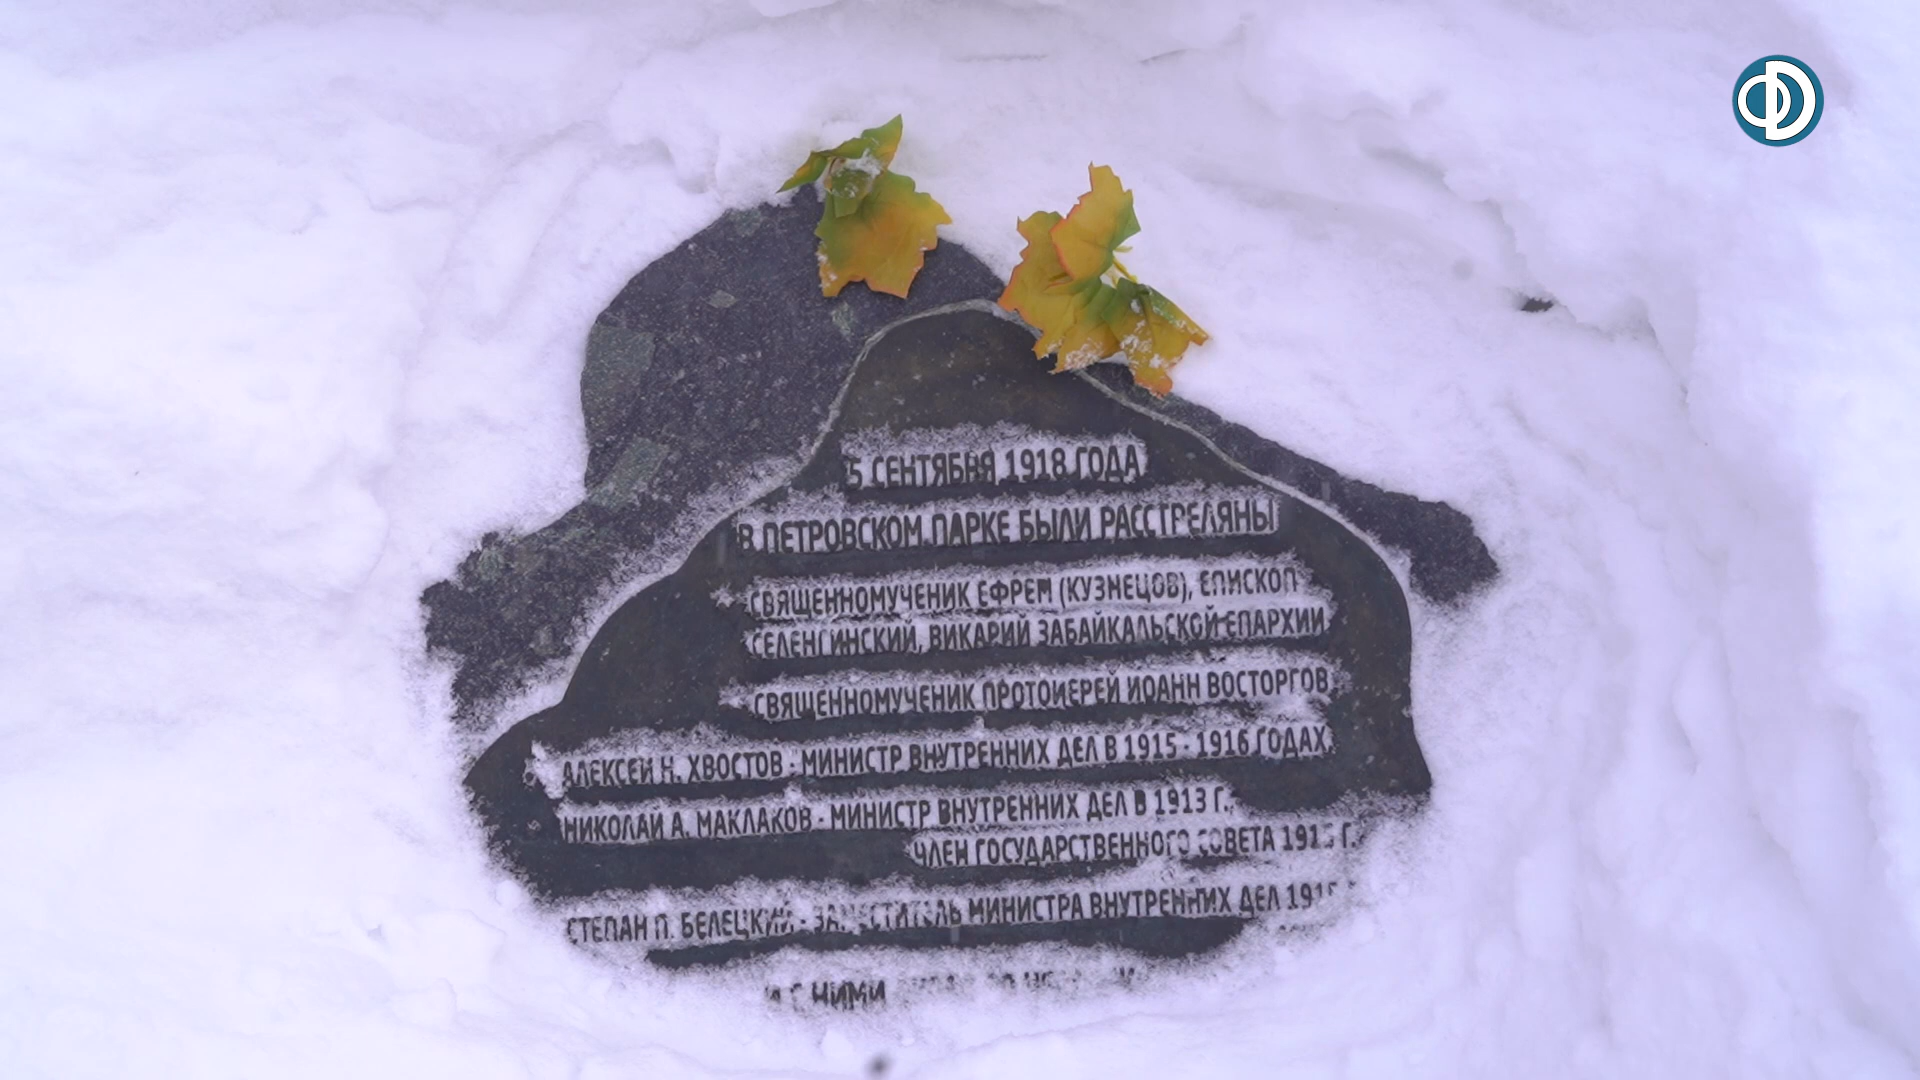 5 СЕНТЯБРЯ 1918 ГОДА
В ПЕТРОВСКОМ ПАРКЕ БЫЛИ РАССТРЕЛЯНЫ
СВЯЩЕННОМУЧЕНИК ЕФРЕМ (КУЗНЕЦОВ), ЕПИСКОП
СЕЛЕНГИНСКИЙ, ВИКАРИЙ ЗАБАЙКАЛЬСКОЙ ЕПАРХИИ
СВЯЩЕННОМУЧЕНИК ПРОТОИЕРЕЙ ИОАНН ВОСТОРГОВ
АЛЕКСЕЙ Н. ХВОСТОВ - МИНИСТР ВНУТРЕННИХ ДЕЛ В 1915 - 1916 ГОДАХ
НИКОЛАЙ А. МАКЛАКОВ - МИНИСТР ВНУТРЕННИХ ДЕЛ В 1913 Г.,
ЧЛЕН ГОСУДАРСТВЕННОГО СОВЕТА Г.
СТЕПАН П. БЕЛЕЦКИЙ - ЗАМЕСТИТЕЛЬ МИНИСТРА ВНУТРЕННИХ ДЕЛ
И С НИМИ